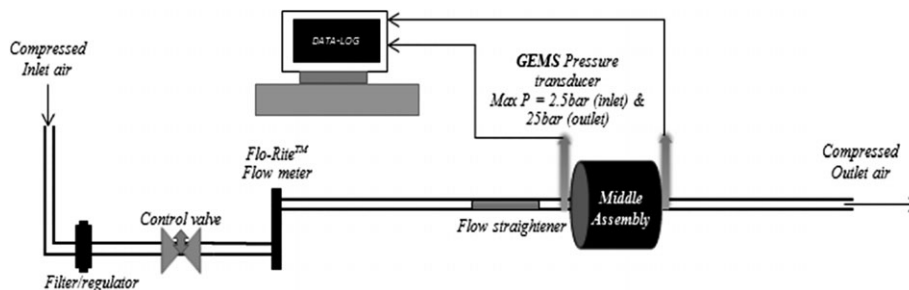 Compressed
Inlet air
DATA-LOG
GEMS Pressure
transducer
Max P = 2.5bar (inlet) &
25bar (outlet)
Flo-Rite™
Flow meter
Compressed
Outlet air
Control valve
Middle
Assembly
Flow straightener
Filter/regulator